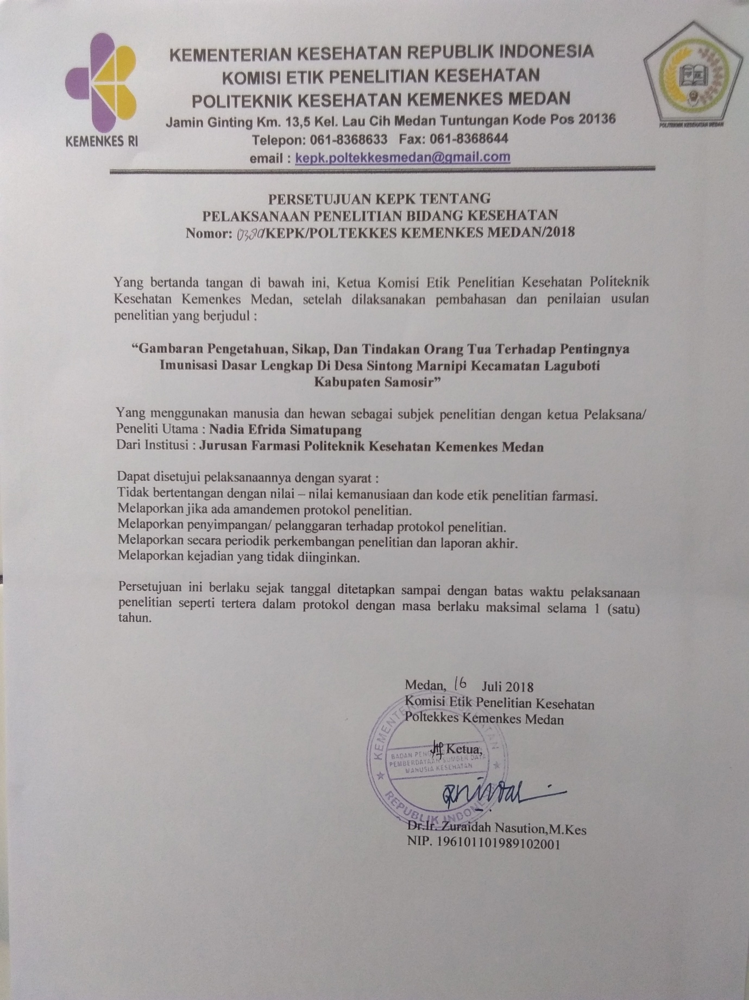 KEMENTERIAN KESEHATAN REPUBLIK INDONESIA
KOMISI ETIK PENELITIAN KESEHATAN
POLITEKNIK KESEHATAN KEMENKES MEDAN
Jamin Ginting Km. 13,5 Kel. Lau Cih Medan Tuntungan Kode Pos 20136
Telepon: 061-8368633 Fax: 061-8368644
email : kepk.poltekkesmedan@gmail.com
KEMENKES RI
POLITEKNIK KESEHATAN MEDAN
PERSETUJUAN KEPK TENTANG
PELAKSANAAN PENELITIAN BIDANG KESEHATAN
Nomor: KEPK/POLTEKKES KEMENKES MEDAN/2018
Yang bertanda tangan di bawah ini, Ketua Komisi Etik Penelitian Kesehatan Politeknik
Kesehatan Kemenkes Medan, setelah dilaksanakan pembahasan dan penilaian usulan
penelitian yang berjudul :
“Gambaran Pengetahuan, Sikap, Dan Tindakan Orang Tua Terhadap Pentingnya
Imunisasi Dasar Lengkap Di Desa Sintong Marnipi Kecamatan Laguboti
Kabupaten Samosir”
Yang menggunakan manusia dan hewan sebagai subjek penelitian dengan ketua Pelaksana/
Peneliti Utama : Nadia Efrida Simatupang
Dari Institusi : Jurusan Farmasi Politeknik Kesehatan Kemenkes Medan
Dapat disetujui pelaksanaannya dengan syarat :
Tidak bertentangan dengan nilai – nilai kemanusiaan dan kode etik penelitian farmasi.
Melaporkan jika ada amandemen protokol penelitian.
Melaporkan penyimpangan/ pelanggaran terhadap protokol penelitian.
Melaporkan secara periodik perkembangan penelitian dan laporan akhir.
Melaporkan kejadian yang tidak diinginkan.
Persetujuan ini berlaku sejak tanggal ditetapkan sampai dengan batas waktu pelaksanaan
penelitian seperti tertera dalam protokol dengan masa berlaku maksimal selama 1 (satu)
tahun.
Medan, 16 Juli 2018
Komisi Etik Penelitian Kesehatan
Poltekkes Kemenkes Medan
Ketua,
KEMENTERIAN KESEHATAN
BADAN
PEMBERDAYAAN SUMBER DAYA
MANUSIA KESEHATAN
REPUBLIK INDONESIA
Dr.Ir. Zuraidah Nasution,M.Kes
NIP. 196101101989102001